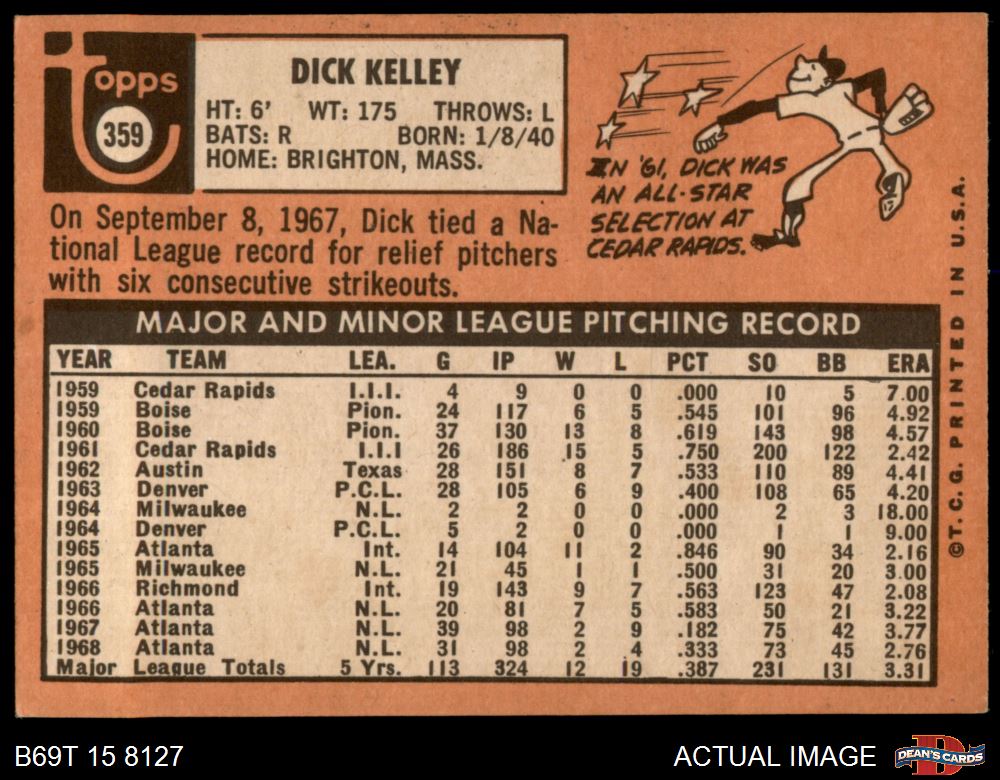 topps
359
DICK KELLEY
HT: 6' WT: 175 THROWS: L
BATS: R BORN: 1/8/40
HOME: BRIGHTON, MASS.
IN '61, DICK WAS
AN ALL-STAR
SELECTION AT
CEDAR RAPIDS.
On September 8, 1967, Dick tied a Na-
tional League record for relief pitchers
with six consecutive strikeouts.
MAJOR AND MINOR LEAGUE PITCHING RECORD
YEAR TEAM LEA. G IP W L PCT SO BB ERA
1959 Cedar Rapids I.I.I. 4 9 0 0 .000 10 5 7.00
1959 Boise Pion. 24 117 6 5 .545 101 96 4.92
1960 Boise Pion. 37 130 13 8 .619 143 98 4.57
1961 Cedar Rapids I.I.I 26 186 15 5 .750 200 122 2.42
1962 Austin Texas 28 151 8 7 .533 110 89 4.41
1963 Denver P.C.L. 28 105 6 9 .400 108 65 4.20
1964 Milwaukee N.L. 2 2 0 0 .000 2 3 18.00
1964 Denver P.C.L. 5 2 0 0 .000 1 1 9.00
1965 Atlanta Int. 14 104 11 2 .846 90 34 2.16
1965 Milwaukee N.L. 21 45 1 1 .500 31 20 3.00
1966 Richmond Int. 19 143 9 7 .563 123 47 2.08
1966 Atlanta N.L. 20 81 7 5 .583 50 21 3.22
1967 Atlanta N.L. 39 98 2 9 .182 75 42 3.77
1968 Atlanta N.L. 31 98 2 4 .333 73 45 2.76
Major League Totals 5 Yrs. 113 324 12 19 .387 231 131 3.31
©T.C.G. PRINTED IN U.S.A.
B69T 15 8127
ACTUAL IMAGE
D
DEAN'S CARDS